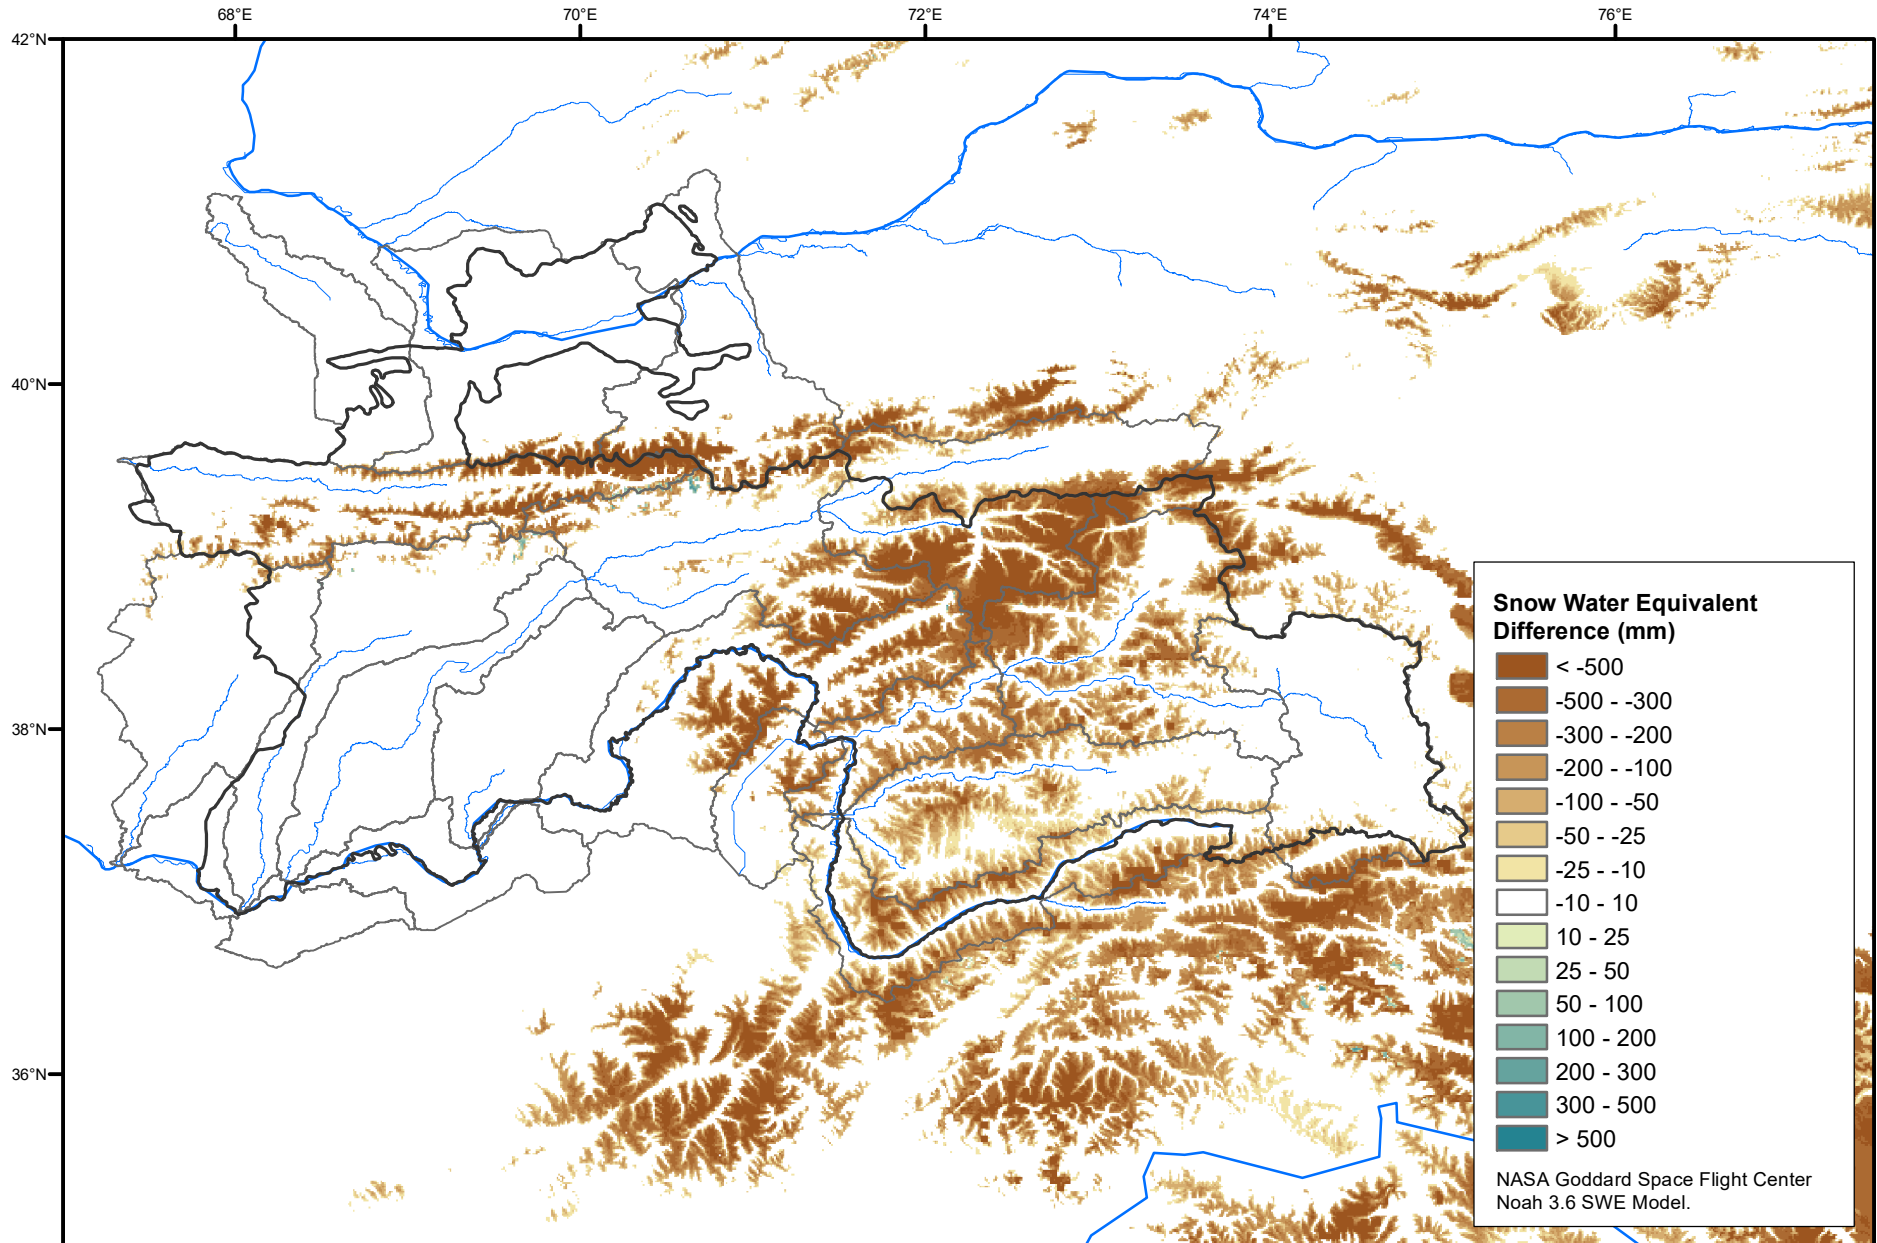 68°E
70°E
72°E
74°E
76°E
42°N
40°N
38°N
36°N
Snow Water Equivalent
Difference (mm)
< -500
-500 - -300
-300 - -200
-200 - -100
-100 - -50
-50 - -25
-25 - -10
-10 - 10
10 - 25
25 - 50
50 - 100
100 - 200
200 - 300
300 - 500
> 500
NASA Goddard Space Flight Center
Noah 3.6 SWE Model.